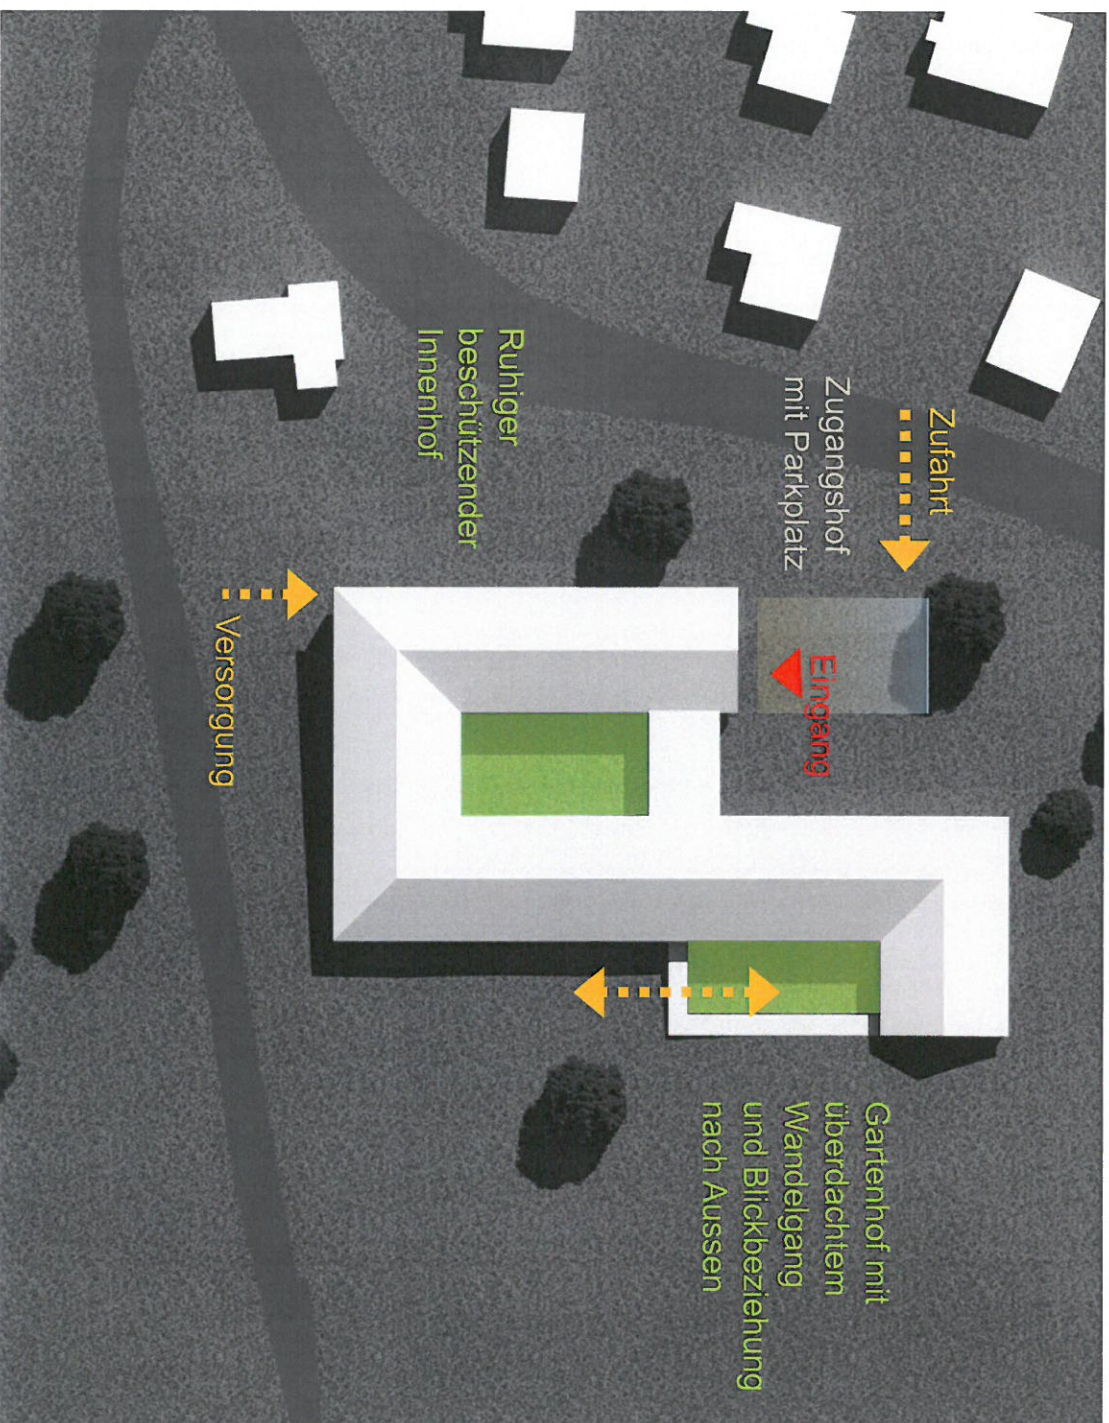 Zufahrt
Zugangshof
mit Parkplatz
Eingang
Ruhiger
beschützender
Innenhof
Versorgung
Gartenhof mit
überdachtem
Wandelgang
und Blickbeziehung
nach Aussen